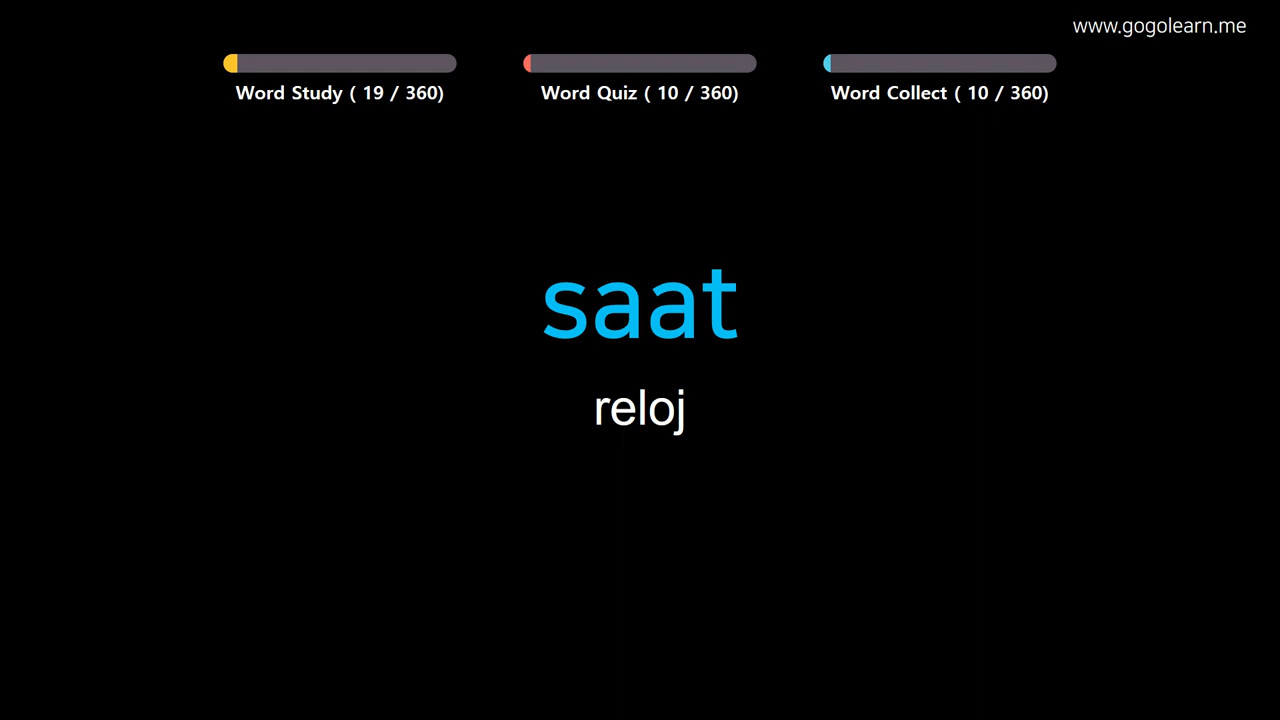 www.gogolearn.me
Word Study ( 19 / 360)
Word Quiz ( 10 / 360)
Word Collect ( 10 / 360)
saat
reloj